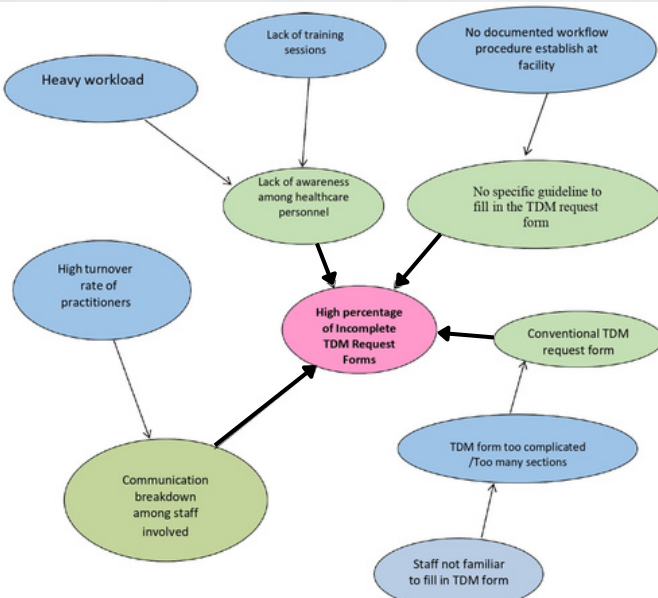 Lack of training
sessions
No documented workflow
procedure establish at
facility
Heavy workload
Lack of awareness
among healthcare
personnel
No specific guideline to
fill in the TDM request
form
High turnover
rate of
practitioners
High percentage
of Incomplete
TDM Request
Forms
Conventional TDM
request form
TDM form too complicated
/Too many sections
Communication
breakdown
among staff
involved
Staff not familiar
to fill in TDM form